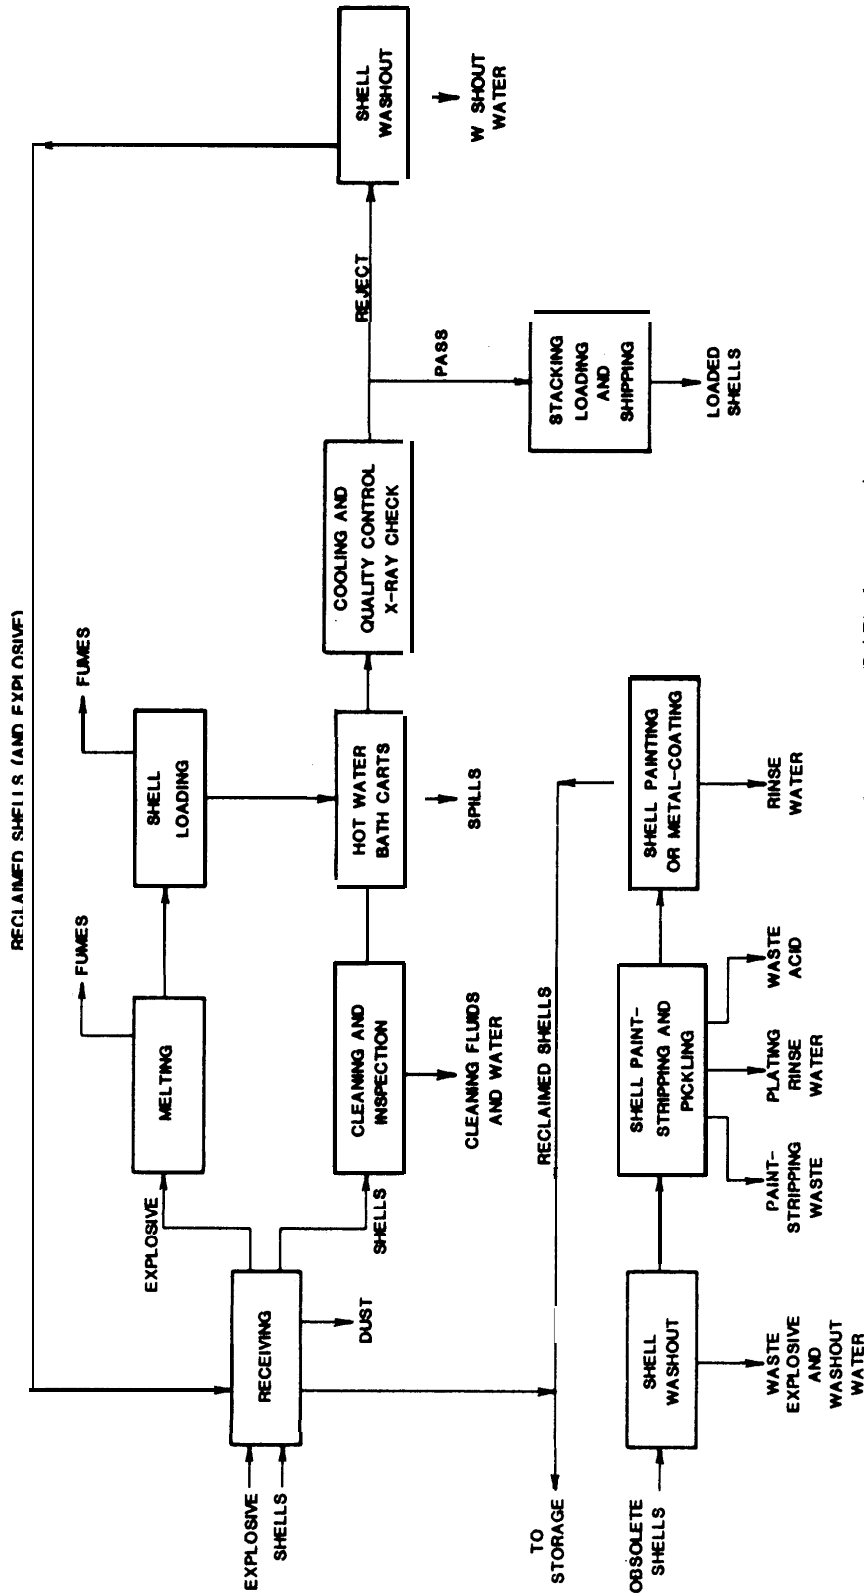 RECLAIMED SHELLS (AND EXPLOSIVE)
EXPLOSIVE
SHELLS
RECEIVING
DUST
EXPLOSIVE
SHELLS
MELTING
FUMES
SHELL
LOADING
FUMES
CLEANING AND
INSPECTION
CLEANING FLUIDS
AND WATER
HOT WATER
BATH CARTS
SPILLS
COOLING AND
QUALITY CONTROL
X-RAY CHECK
REJECT
PASS
SHELL
WASHOUT
W SHOUT
WATER
STACKING
LOADING
AND
SHIPPING
LOADED
SHELLS
TO
STORAGE
RECLAIMED SHELLS
OBSOLETE
SHELLS
SHELL
WASHOUT
WASTE
EXPLOSIVE
AND
WASHOUT
WATER
SHELL PAINT-
STRIPPING AND
PICKLING
PAINT-
STRIPPING
WASTE
PLATING
RINSE
WATER
WASTE
ACID
SHELL PAINTING
OR METAL-COATING
RINSE
WATER